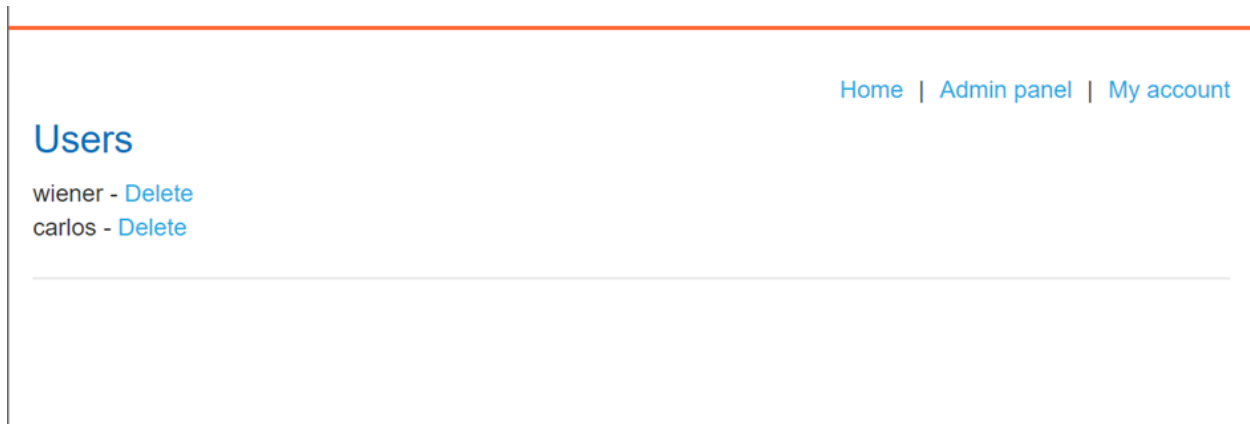 Home | Admin panel | My account
Users
wiener - Delete
carlos - Delete